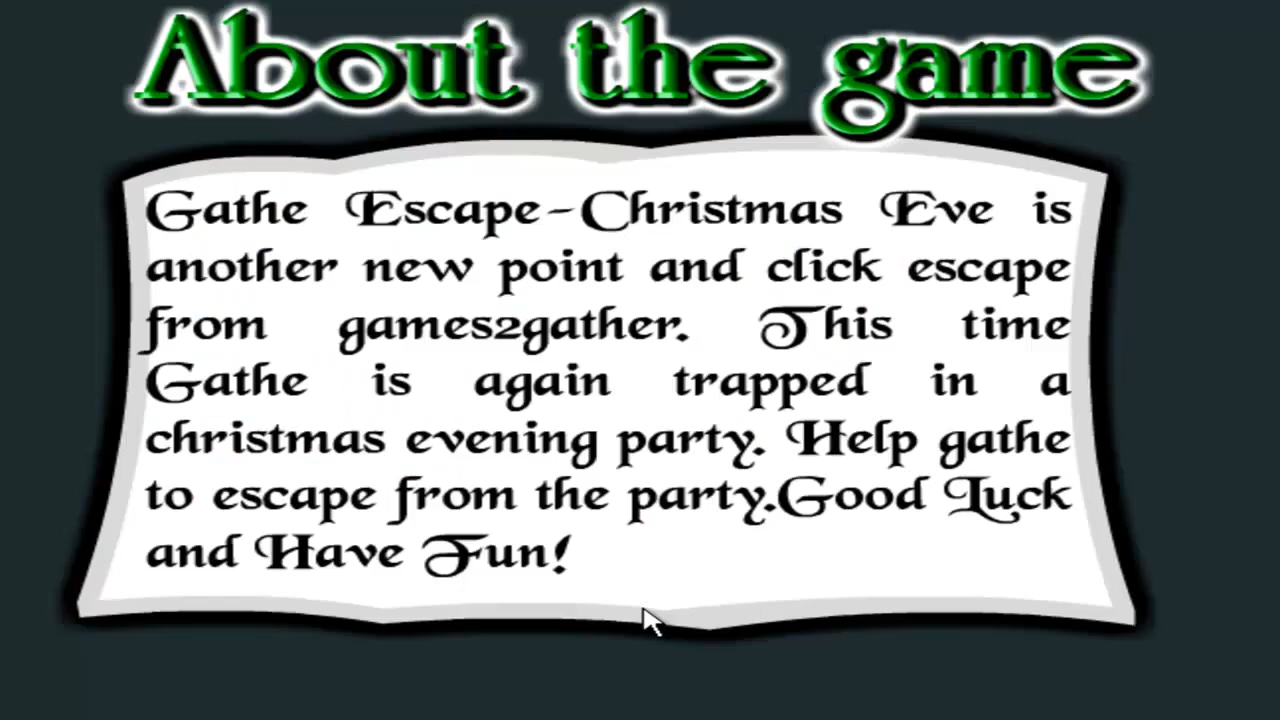 About the game
Gathe Escape-Christmas Eve is
another new point and click escape
from games2gather. This time
Gathe is again trapped in a
christmas evening party. Help gathe
to escape from the party.Good Luck
and Have Fun!